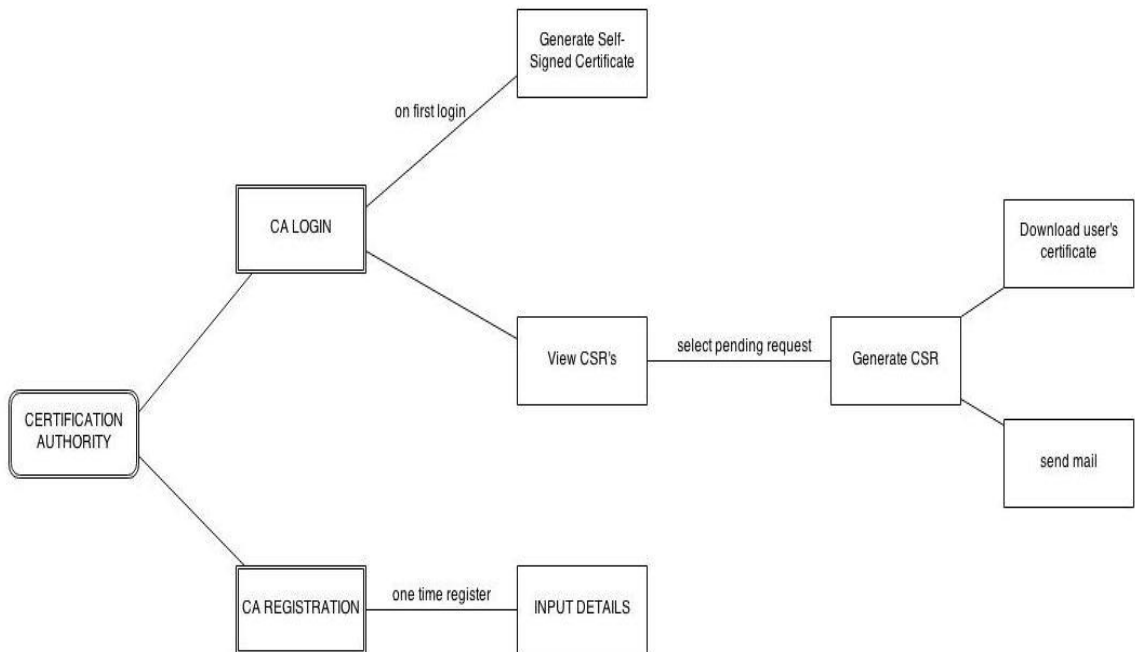 Generate Self-
Signed Certificate
on first login
CA LOGIN
Download user's
certificate
View CSR's
select pending request
Generate CSR
CERTIFICATION
AUTHORITY
send mail
CA REGISTRATION
one time register
INPUT DETAILS